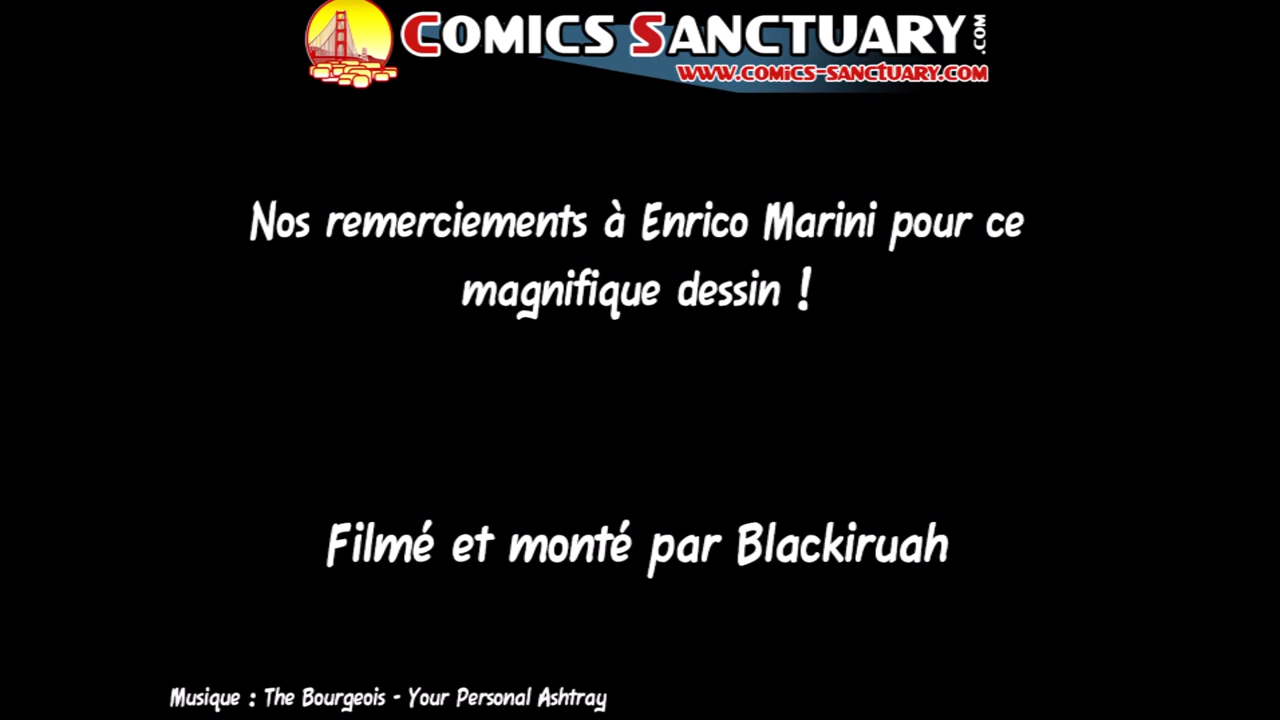 COMICS SANCTUARY .COM
WWW.COMICS-SANCTUARY.COM
Nos remerciements à Enrico Marini pour ce
magnifique dessin !
Filmé et monté par Blackiruah
Musique : The Bourgeois - Your Personal Ashtray